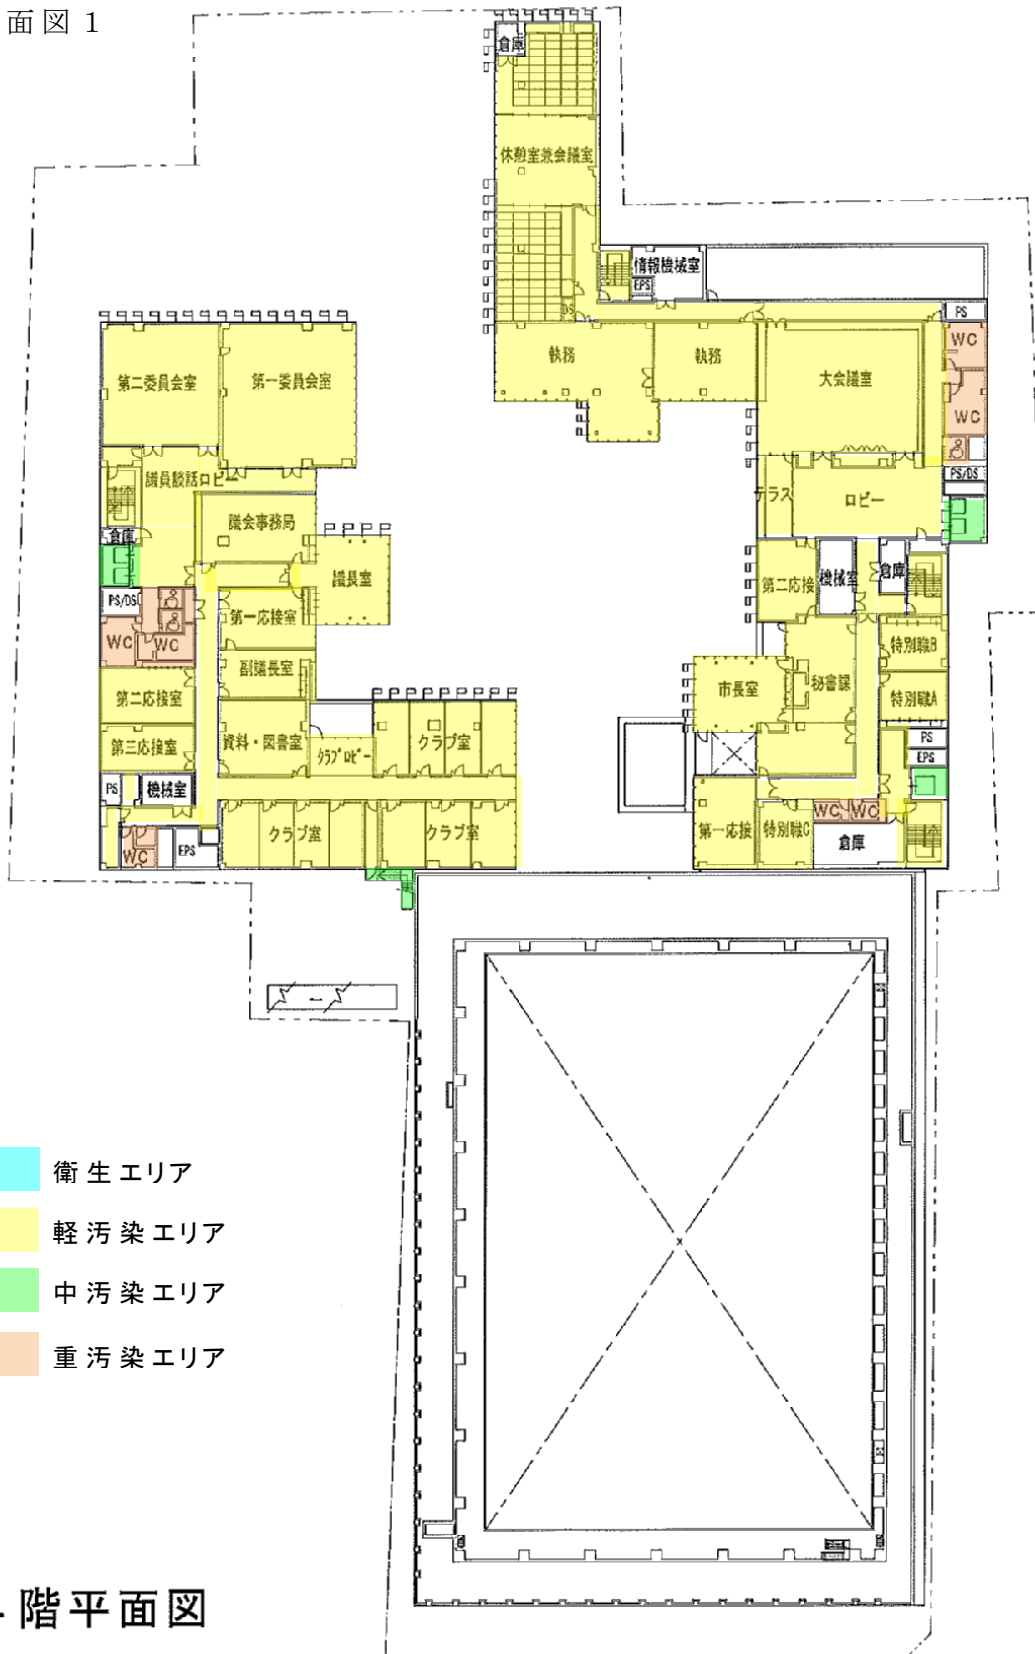 面図 1
倉庫
休憩室兼会議室
情報機械室
EPS
DS
PS
執務
執務
大会議室
WC
WC
PS/DS
テラス
ロビー
第二委員会室
第一委員会室
議員談話ロビー
議会事務局
倉庫
議長室
PS/DS
第一応接室
WC
WC
副議長室
第二応接室
資料・図書室
クラブロビー
クラブ室
第三応接室
PS
機械室
クラブ室
クラブ室
WC
EPS
第二応接
機械室
倉庫
特別職B
市長室
秘書課
特別職A
PS
EPS
第一応接
特別職C
WC
WC
倉庫
衛生エリア
軽汚染エリア
中汚染エリア
重汚染エリア
階平面図